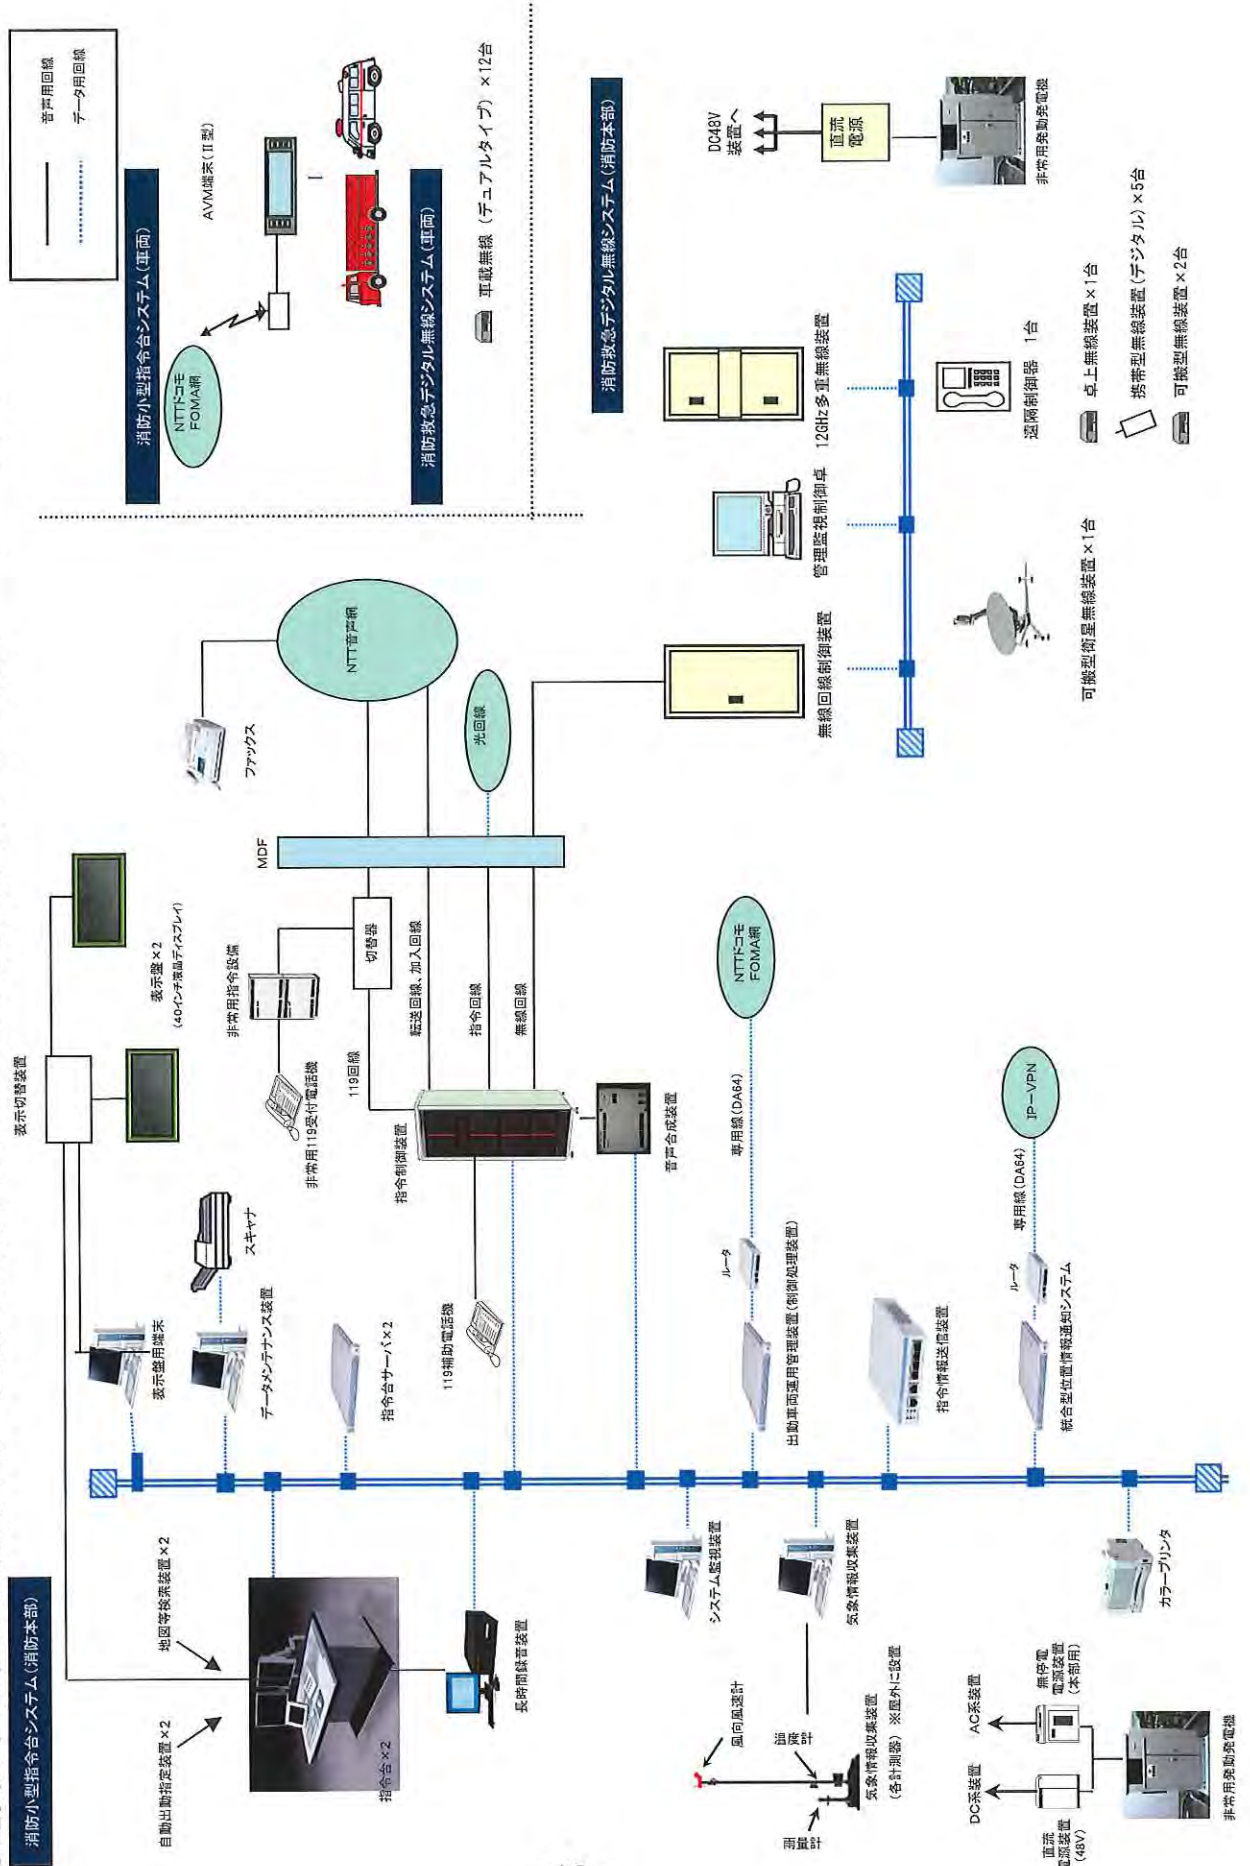 消防小型指令台システム(消防本部)
自動出動指定装置×2
地図等検索装置×2
指令台×2
長時間録音装置
表示切替装置
表示盤×2
(40インチ液晶ディスプレイ)
表示盤用端末
スキャナ
データメンテナンス装置
指令台サーバ×2
ファックス
MDF
NTT音声網
非常用指令設備
切替器
非常用119受付電話機
119回線
転送回線、加入回線
指令回線
光回線
無線回線
指令制御装置
119補助電話機
音声合成装置
システム監視装置
気象情報収集装置
出動車両運用管理装置(制御処理装置)
ルータ
専用線(DA64)
NTTドコモ
FOMA網
指令情報送信装置
統合型位置情報通知システム
ルータ
専用線(DA64)
IP-VPN
カラープリンタ
風向風速計
温度計
雨量計
気象情報収集装置
(各計測器) ※屋外に設置
DC系装置
AC系装置
直流
電源装置
(48V)
無停電
電源装置
(本部用)
非常用発動発電機
音声用回線
データ用回線
消防小型指令台システム(車両)
NTTドコモ
FOMA網
AVM端末(Ⅱ型)
消防救急デジタル無線システム(車両)
車載無線(デュアルタイプ)×12台
消防救急デジタル無線システム(消防本部)
無線回線制御装置
管理監視制御卓
12GHz多重無線装置
DC48V
装置へ
直流
電源
非常用発動発電機
可搬型衛星無線装置×1台
遠隔制御器 1台
卓上無線装置×1台
携帯型無線装置(デジタル)×5台
可搬型無線装置×2台